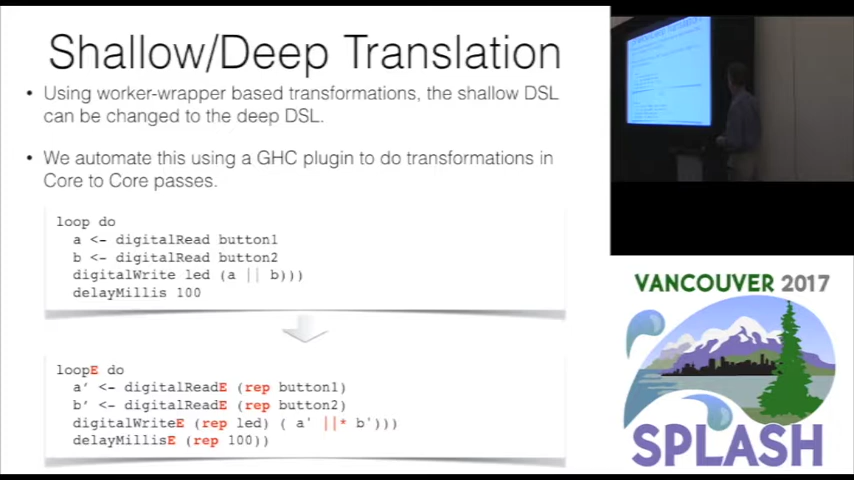 Shallow/Deep Translation
• Using worker-wrapper based transformations, the shallow DSL
can be changed to the deep DSL.
• We automate this using a GHC plugin to do transformations in
Core to Core passes.
loop do
a <- digitalRead button1
b <- digitalRead button2
digitalWrite led (a || b)))
delayMillis 100
loopE do
a' <- digitalReadE (rep button1)
b' <- digitalReadE (rep button2)
digitalWriteE (rep led) ( a' ||* b')))
delayMillisE (rep 100))
VANCOUVER 2017
SPLASH